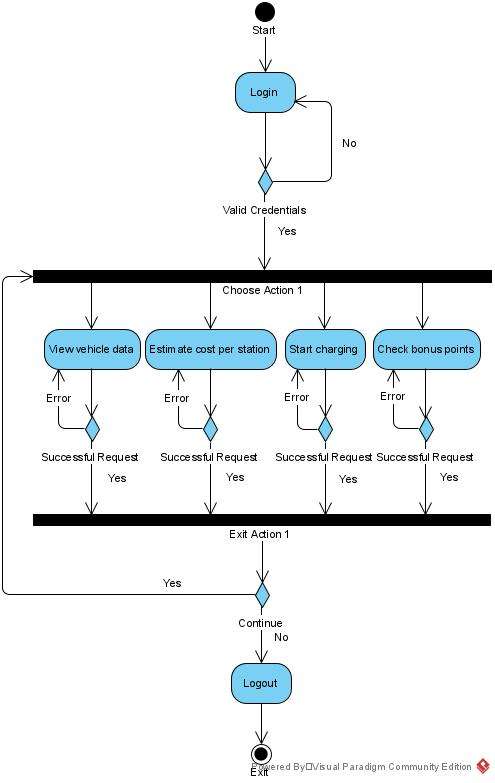 Start
Login
No
Valid Credentials
Yes
Choose Action 1
View vehicle data Estimate cost per station Start charging Check bonus points
Error Error Error Error
Successful Request Successful Request Successful Request Successful Request
Yes Yes Yes Yes
Exit Action 1
Yes
Continue
No
Logout
Powered By Visual Paradigm Community Edition
Exit